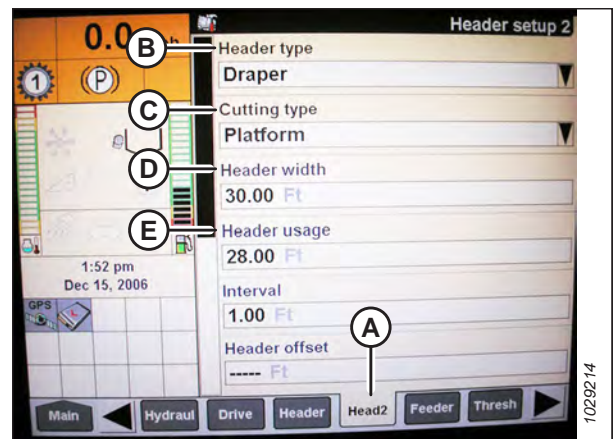 0.0
Header setup 2
B
Header type
Draper
1
(P)
C
Cutting type
Platform
D
Header width
30.00 Ft
E
Header usage
28.00 Ft
1:52 pm
Dec 15, 2006
GPS
Interval
1.00 Ft
A
Header offset
----- Ft
Main
Hydraul
Drive
Header
Head2
Feeder
Thresh
1029214